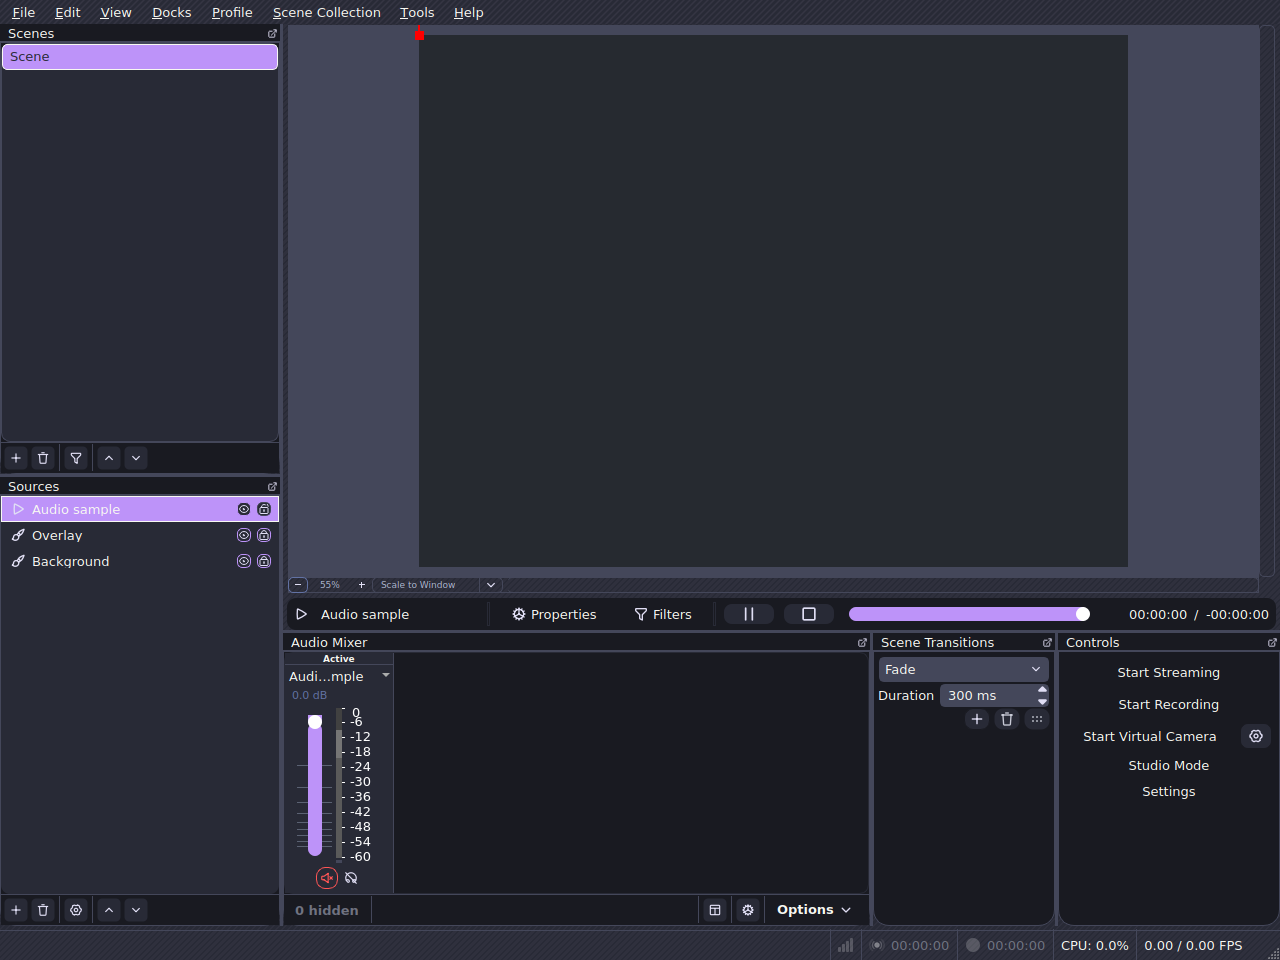 File Edit View Docks Profile Scene Collection Tools Help
Scenes
Scene
Sources
Audio sample
Overlay
Background
55% Scale to Window
Audio sample Properties Filters 00:00:00 / -00:00:00
Audio Mixer
Active
Audi...mple
0.0 dB
0
-6
-12
-18
-24
-30
-36
-42
-48
-54
-60
0 hidden Options
Scene Transitions
Fade
Duration 300 ms
Controls
Start Streaming
Start Recording
Start Virtual Camera
Studio Mode
Settings
00:00:00 00:00:00 CPU: 0.0% 0.00 / 0.00 FPS